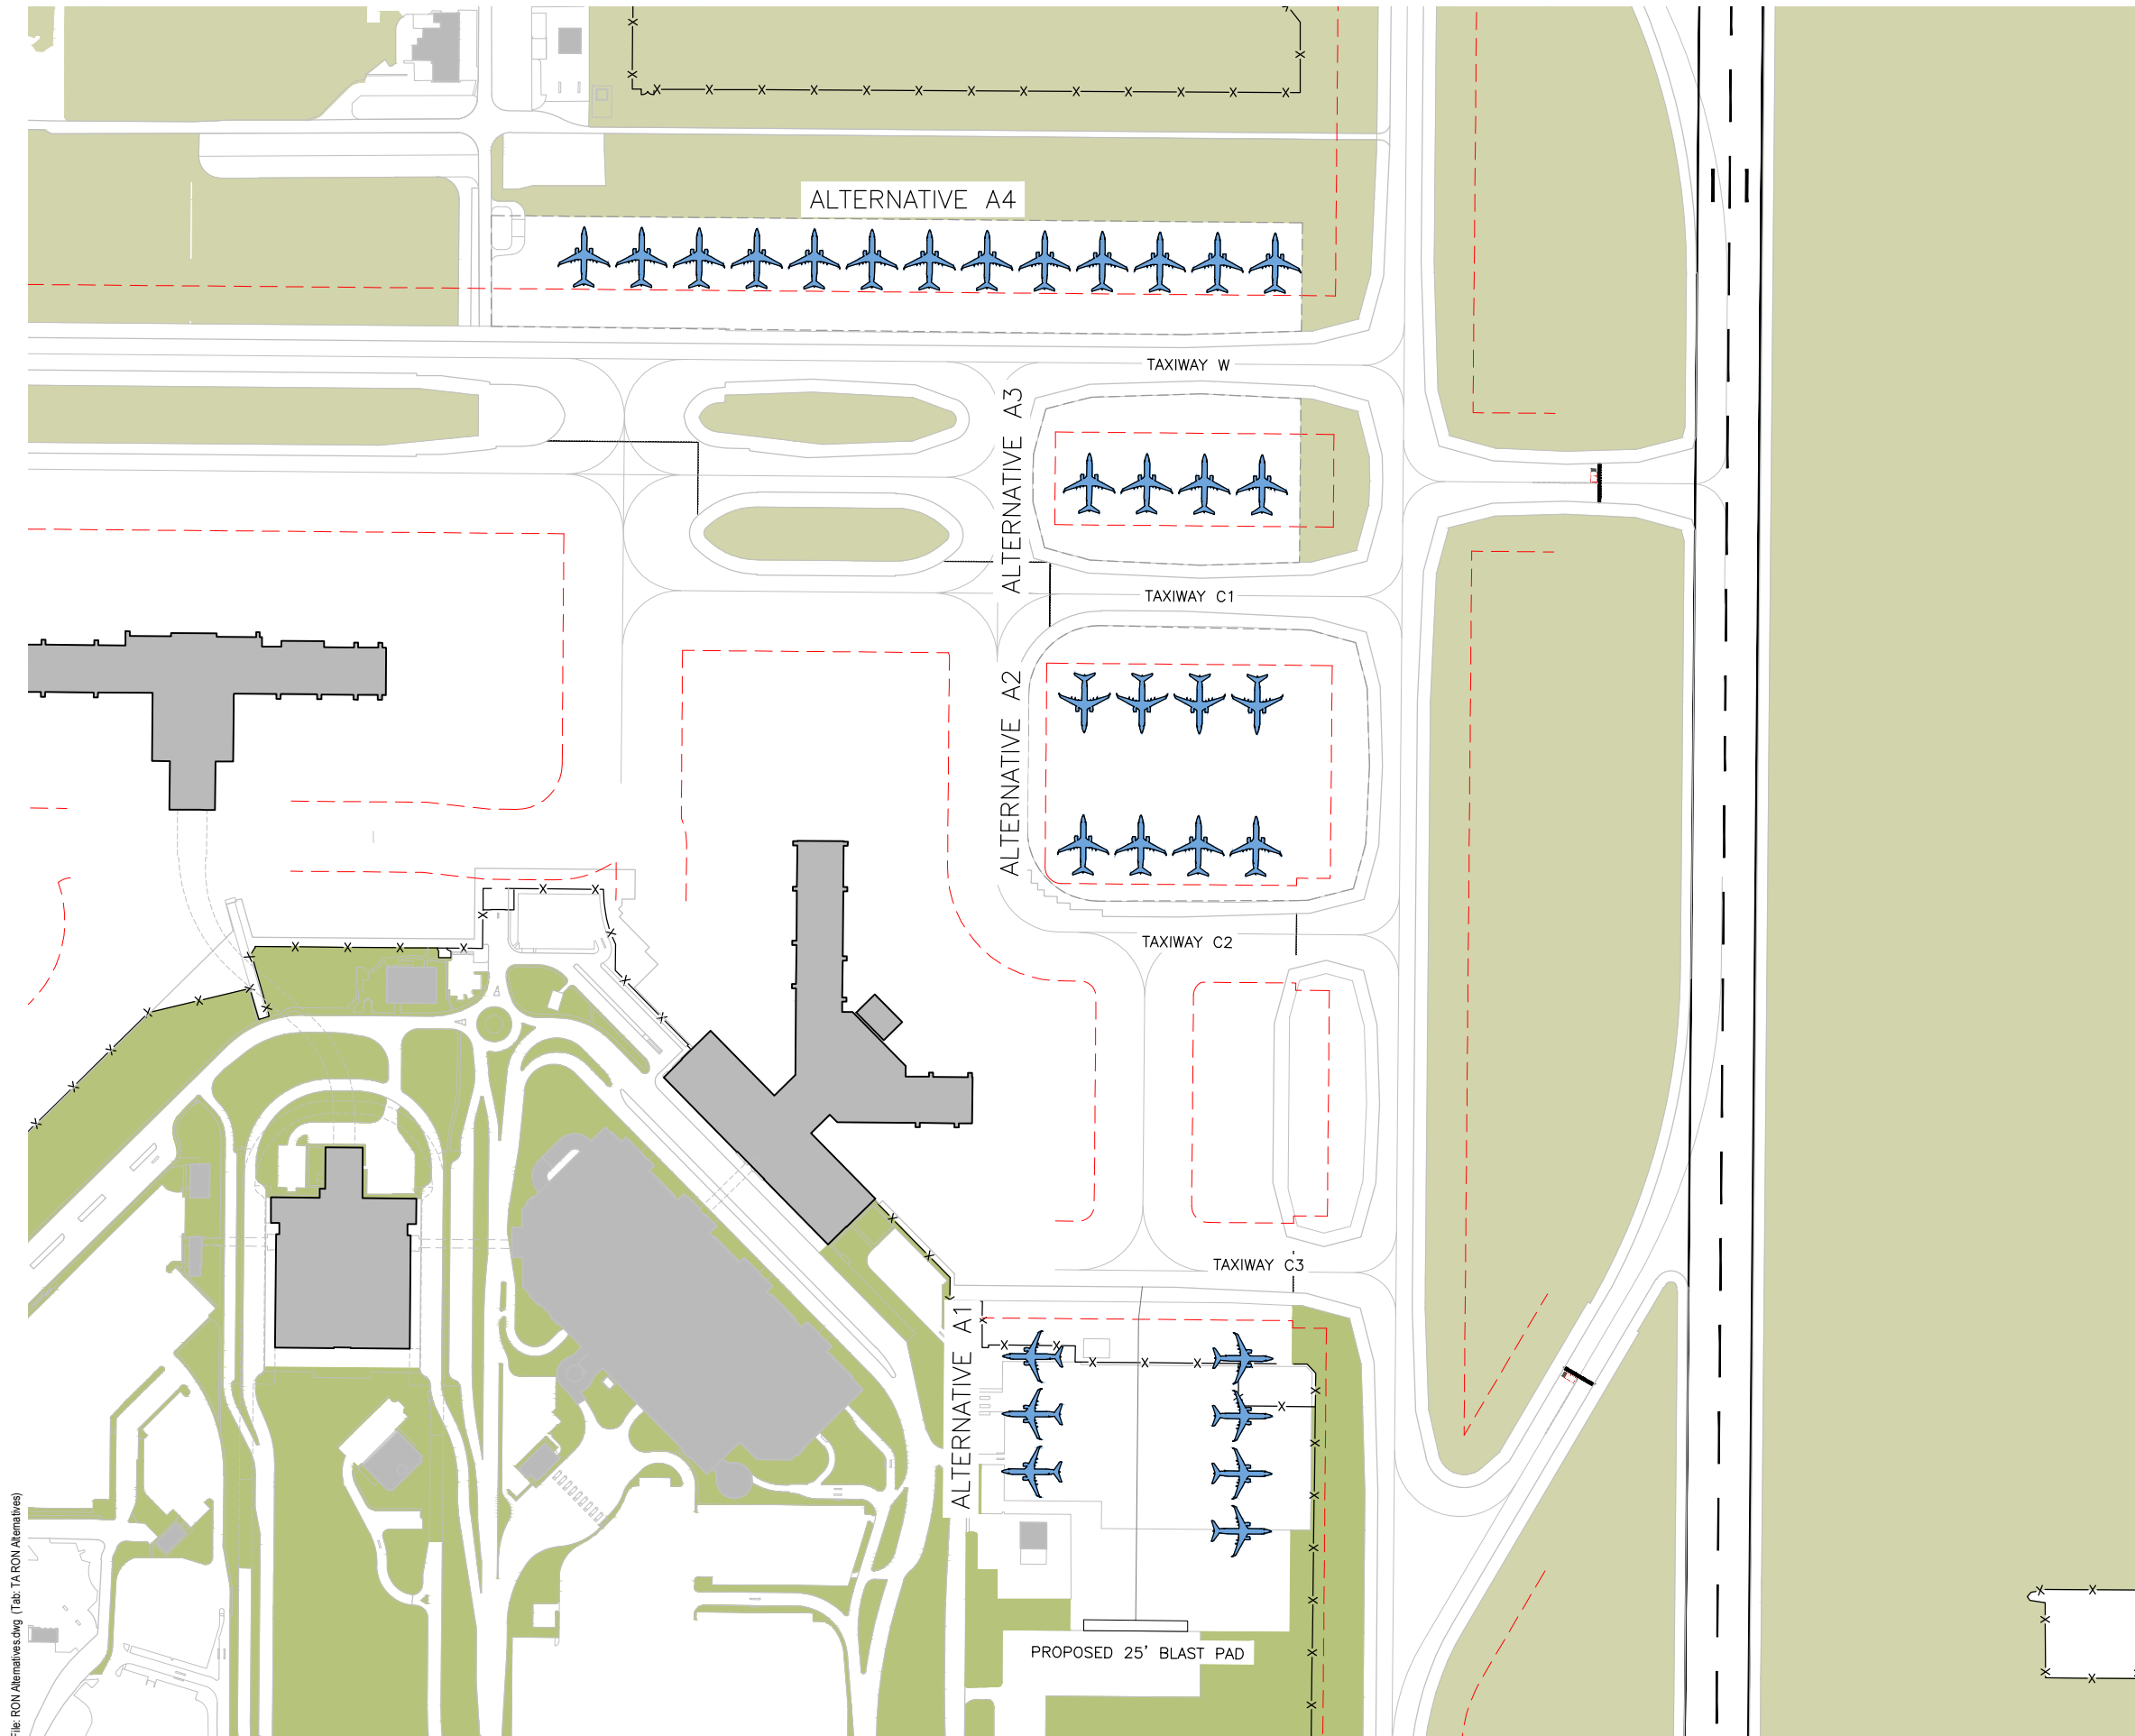 ALTERNATIVE A4
TAXIWAY W
ALTERNATIVE A3
TAXIWAY C1
ALTERNATIVE A2
TAXIWAY C2
TAXIWAY C3
ALTERNATIVE A1
PROPOSED 25' BLAST PAD
File: RON Alternatives.dwg (Tab: TA RON Alternatives)